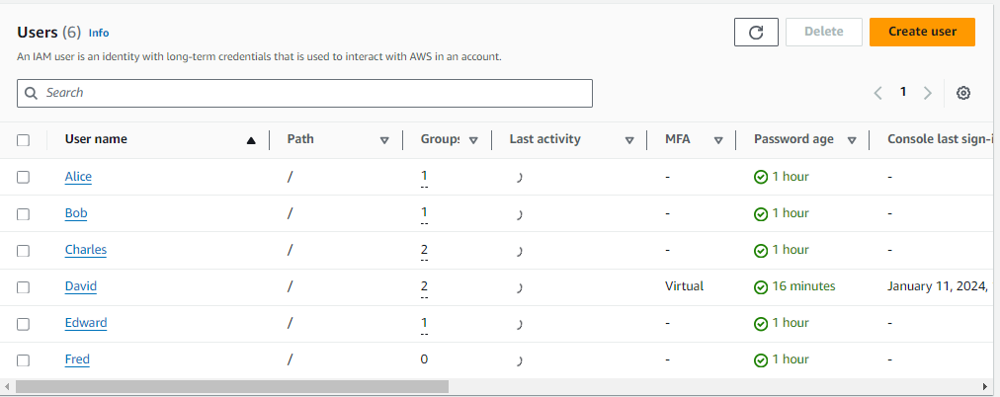 Users (6) Info
Delete
Create user
An IAM user is an identity with long-term credentials that is used to interact with AWS in an account.
Search
1
User name Path Groups Last activity MFA Password age Console last sign-i
Alice / 1 - 1 hour -
Bob / 1 - 1 hour -
Charles / 2 - 1 hour -
David / 2 Virtual 16 minutes January 11, 2024,
Edward / 1 - 1 hour -
Fred / 0 - 1 hour -